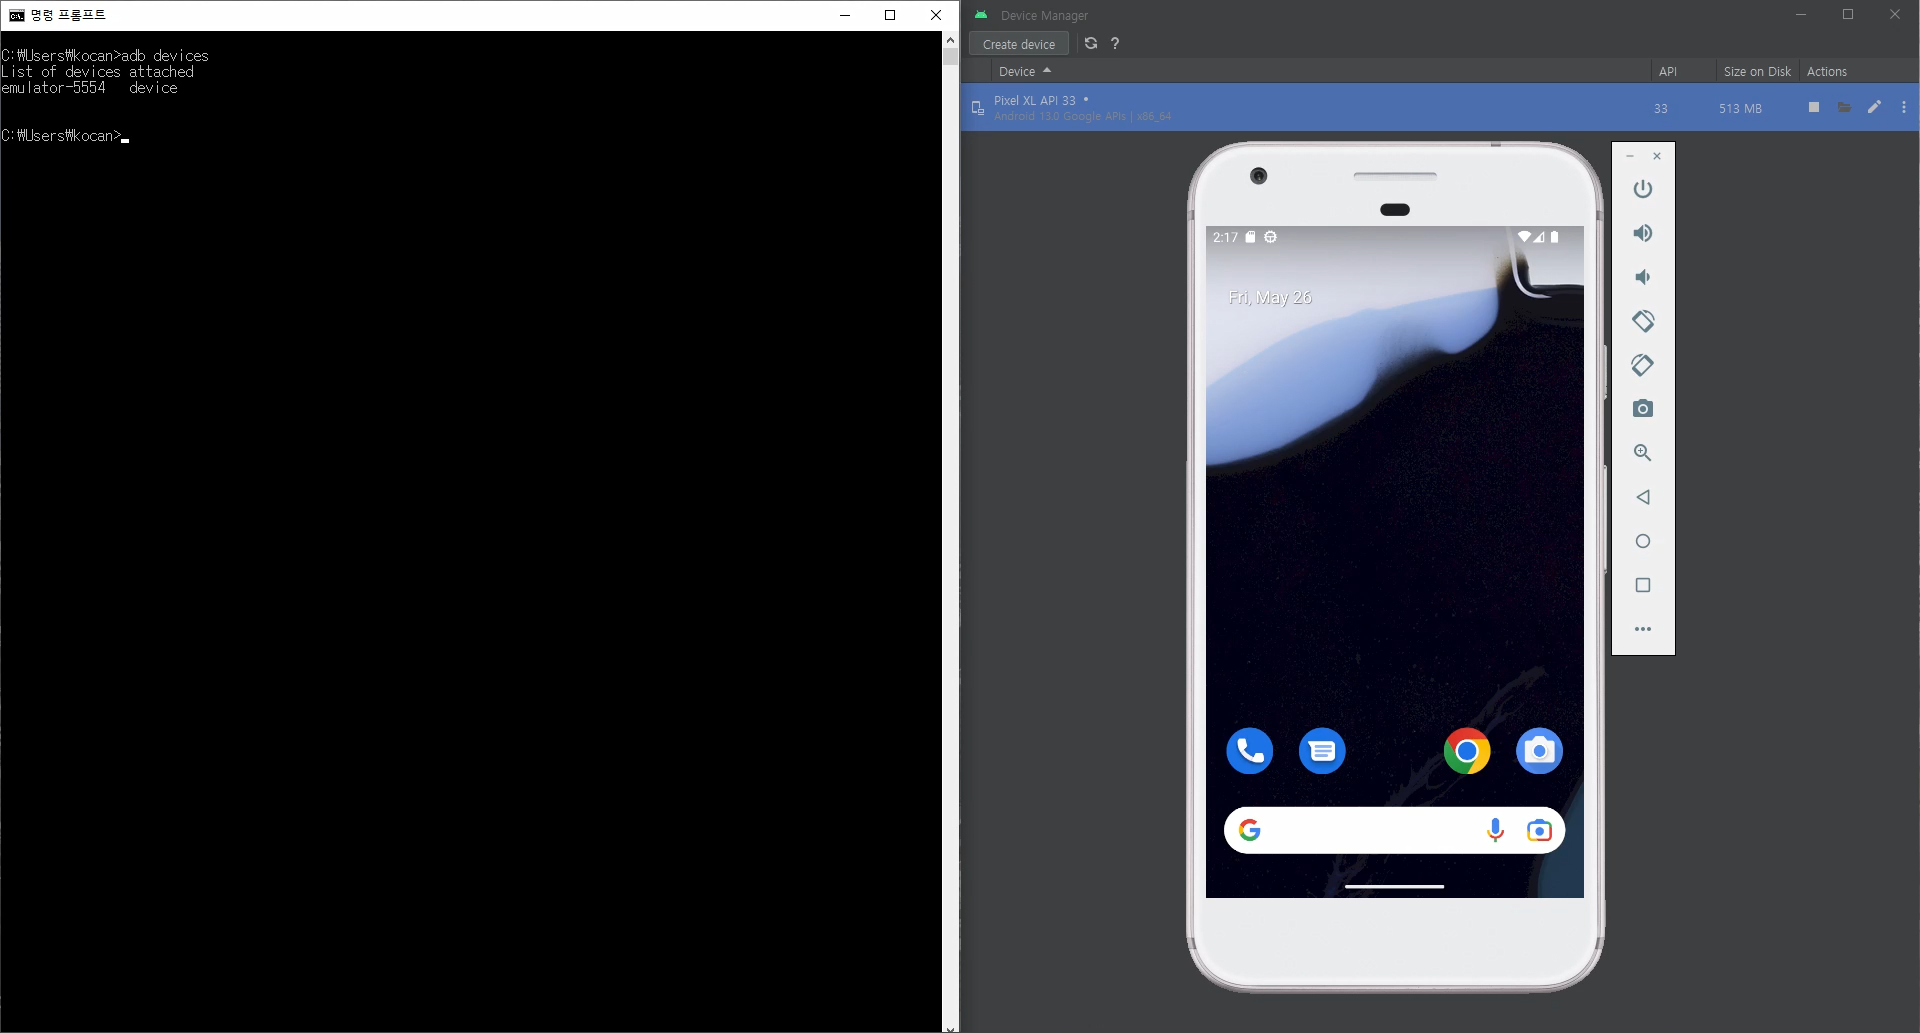 명령 프롬프트
C:₩Users₩kocan>adb devices
List of devices attached
emulator-5554 device
C:₩Users₩kocan>
Device Manager
Create device ?
Device API Size on Disk Actions
Pixel XL API 33 • 33 513 MB
Android 13.0 Google APIs | x86_64
2:17
Fri, May 26